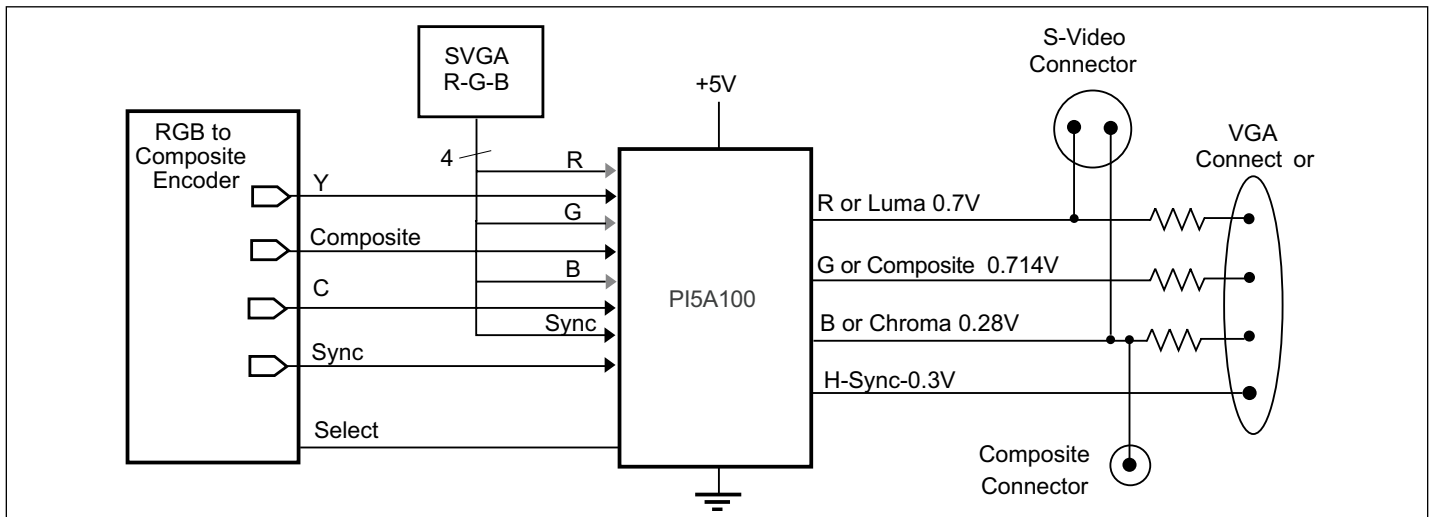 SVGA
R-G-B
S-Video
Connector
+5V
RGB to
Composite
Encoder
VGA
Connect or
4
R
Y
G
Composite
B
C
Sync
Sync
Select
PI5A100
R or Luma 0.7V
G or Composite 0.714V
B or Chroma 0.28V
H-Sync-0.3V
Composite
Connector